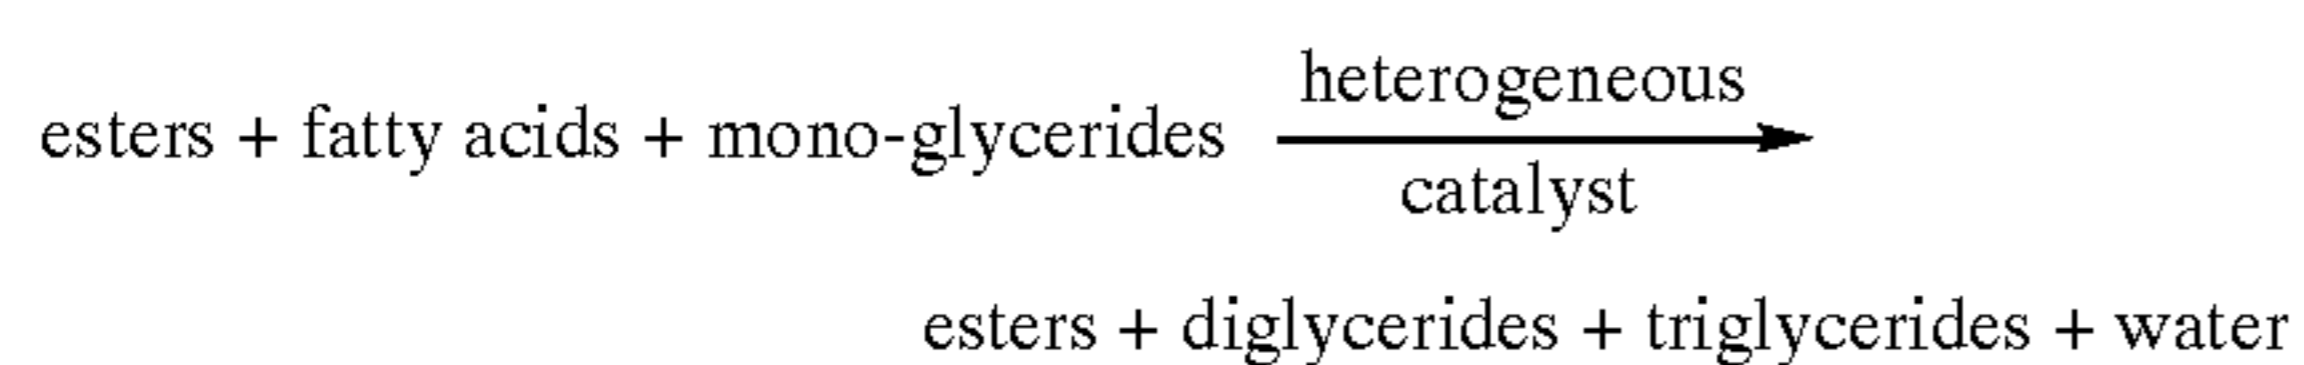 esters + fatty acids + mono-glycerides
heterogeneous
catalyst
esters + diglycerides + triglycerides + water